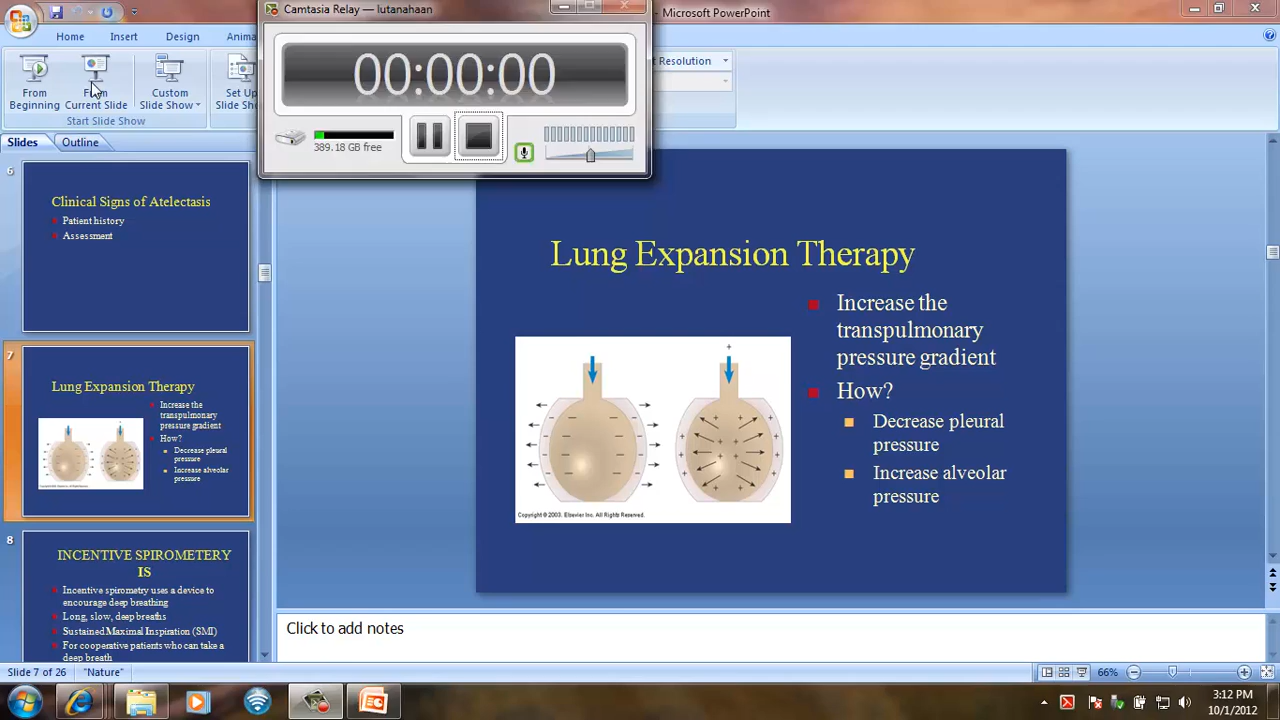 Camtasia Relay — lutanahaan
- Microsoft PowerPoint
Home
Insert
Design
Anima
From
Beginning
From
Current Slide
Custom
Slide Show
Set Up
Slide Sh
Start Slide Show
t Resolution
00:00:00
389.18 GB free
Slides
Outline
6
Clinical Signs of Atelectasis
Patient history
Assessment
7
Lung Expansion Therapy
Increase the
transpulmonary
pressure gradient
How?
Decrease pleural
pressure
Increase alveolar
pressure
8
INCENTIVE SPIROMETERY
IS
Incentive spirometry uses a device to
encourage deep breathing
Long, slow, deep breaths
Sustained Maximal Inspiration (SMI)
For cooperative patients who can take a
deep breath
Lung Expansion Therapy
Increase the
transpulmonary
pressure gradient
How?
Decrease pleural
pressure
Increase alveolar
pressure
Copyright © 2003. Elsevier Inc. All Rights Reserved.
Click to add notes
Slide 7 of 26
"Nature"
66%
3:12 PM
10/1/2012